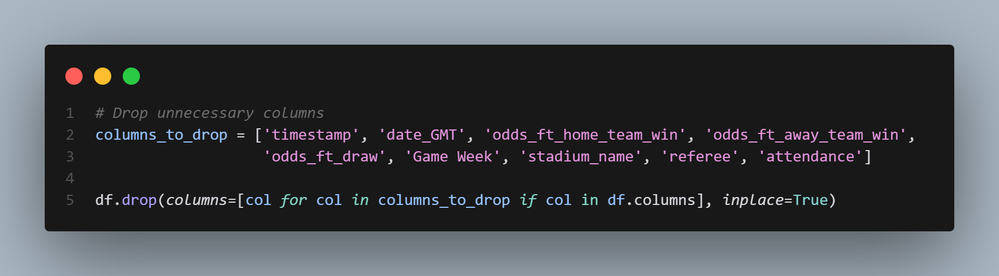 1 # Drop unnecessary columns
2 columns_to_drop = ['timestamp', 'date_GMT', 'odds_ft_home_team_win', 'odds_ft_away_team_win',
3                    'odds_ft_draw', 'Game Week', 'stadium_name', 'referee', 'attendance']
4
5 df.drop(columns=[col for col in columns_to_drop if col in df.columns], inplace=True)